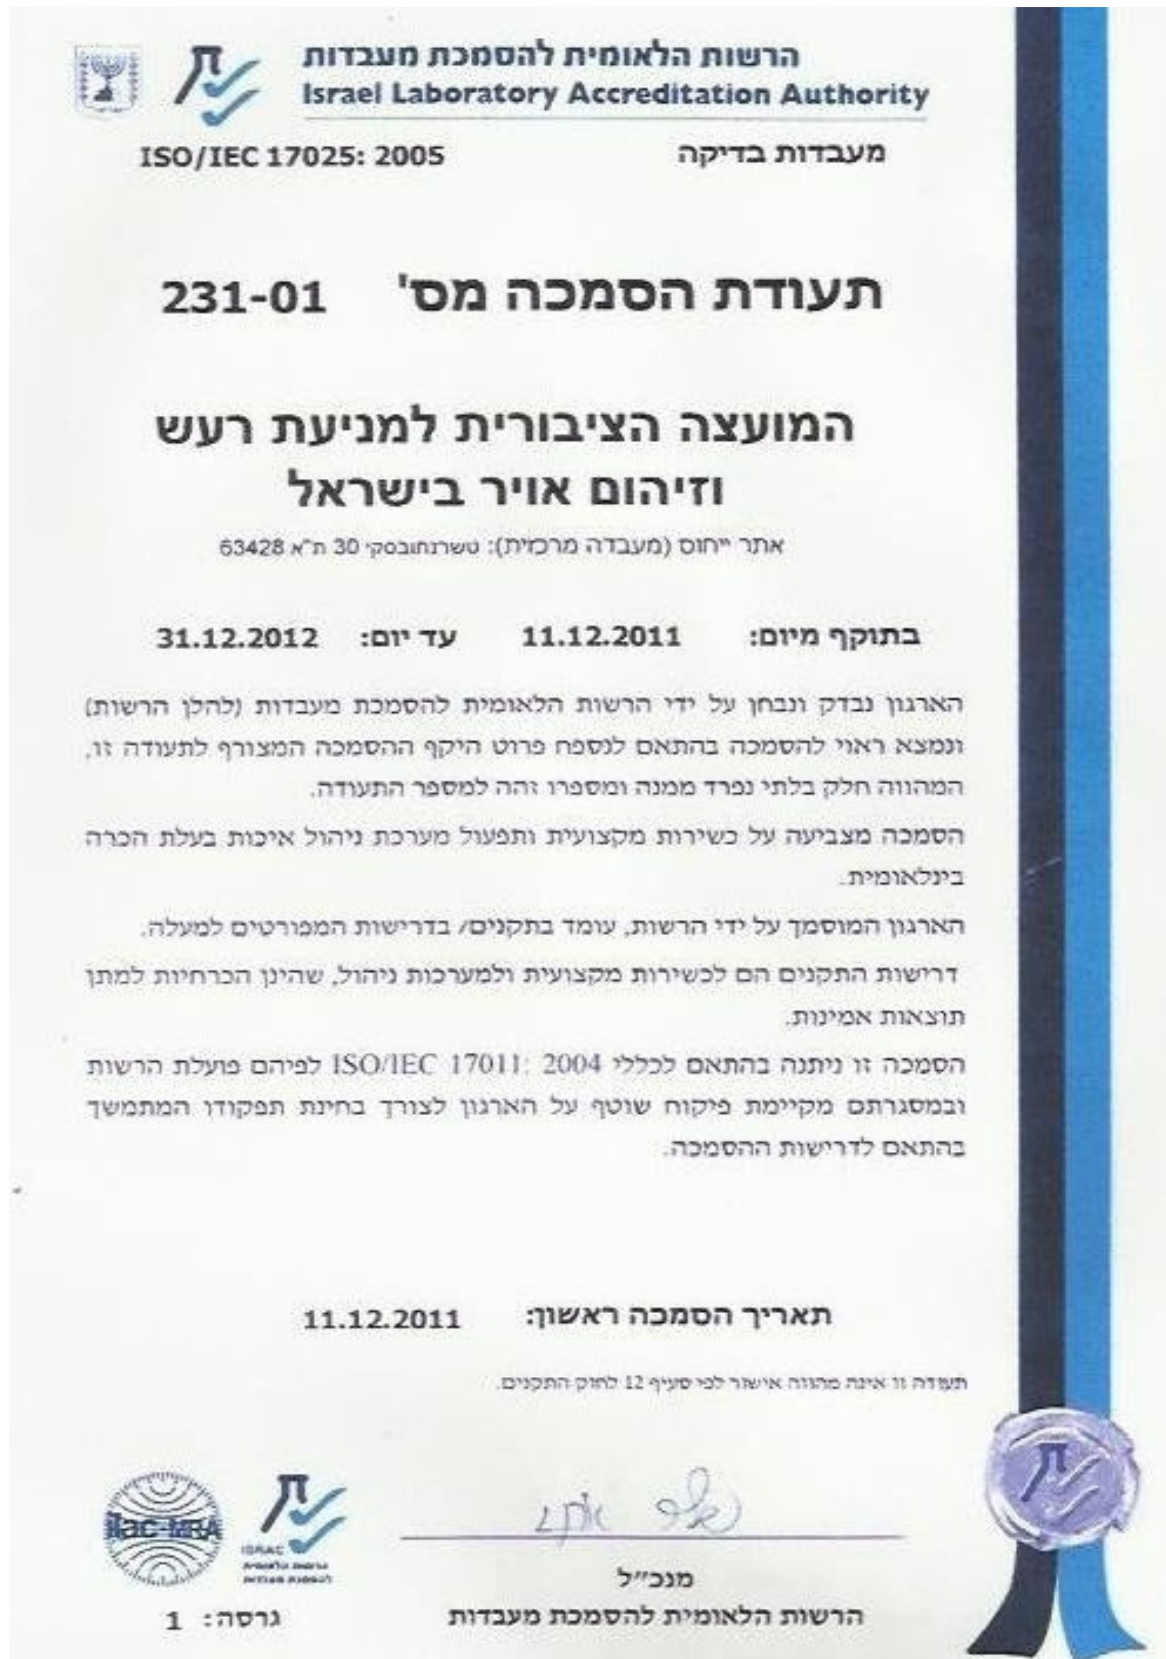 הרשות הלאומית להסמכת מעבדות
Israel Laboratory Accreditation Authority
מעבדות בדיקה ISO/IEC 17025: 2005
תעודת הסמכה מס' 231-01
המועצה הציבורית למניעת רעש
וזיהום אויר בישראל
אתר ייחוס (מעבדה מרכזית): טשרנחובסקי 30 ת"א 63428
בתוקף מיום: 11.12.2011 עד יום: 31.12.2012
הארגון נבדק ונבחן על ידי הרשות הלאומית להסמכת מעבדות (להלן הרשות)
ונמצא ראוי להסמכה בהתאם לנספח פרוט היקף ההסמכה המצורף לתעודה זו,
המהווה חלק בלתי נפרד ממנה ומספרו זהה למספר התעודה.
הסמכה מצביעה על כשירות מקצועית ותפעול מערכת ניהול איכות בעלת הכרה
בינלאומית.
הארגון המוסמך על ידי הרשות, עומד בתקנים/ בדרישות המפורטים למעלה.
דרישות התקנים הם לכשירות מקצועית ולמערכות ניהול, שהינן הכרחיות למתן
תוצאות אמינות.
הסמכה זו ניתנה בהתאם לכללי ISO/IEC 17011: 2004 לפיהם פועלת הרשות
ובמסגרתם מקיימת פיקוח שוטף על הארגון לצורך בחינת תפקודו המתמשך
בהתאם לדרישות ההסמכה.
תאריך הסמכה ראשון: 11.12.2011
תעודה זו אינה מהווה אישור לפי סעיף 12 לחוק התקנים.
ilac-MRA
ISRAC
הרשות הלאומית
להסמכת מעבדות
מנכ"ל
הרשות הלאומית להסמכת מעבדות
גרסה: 1